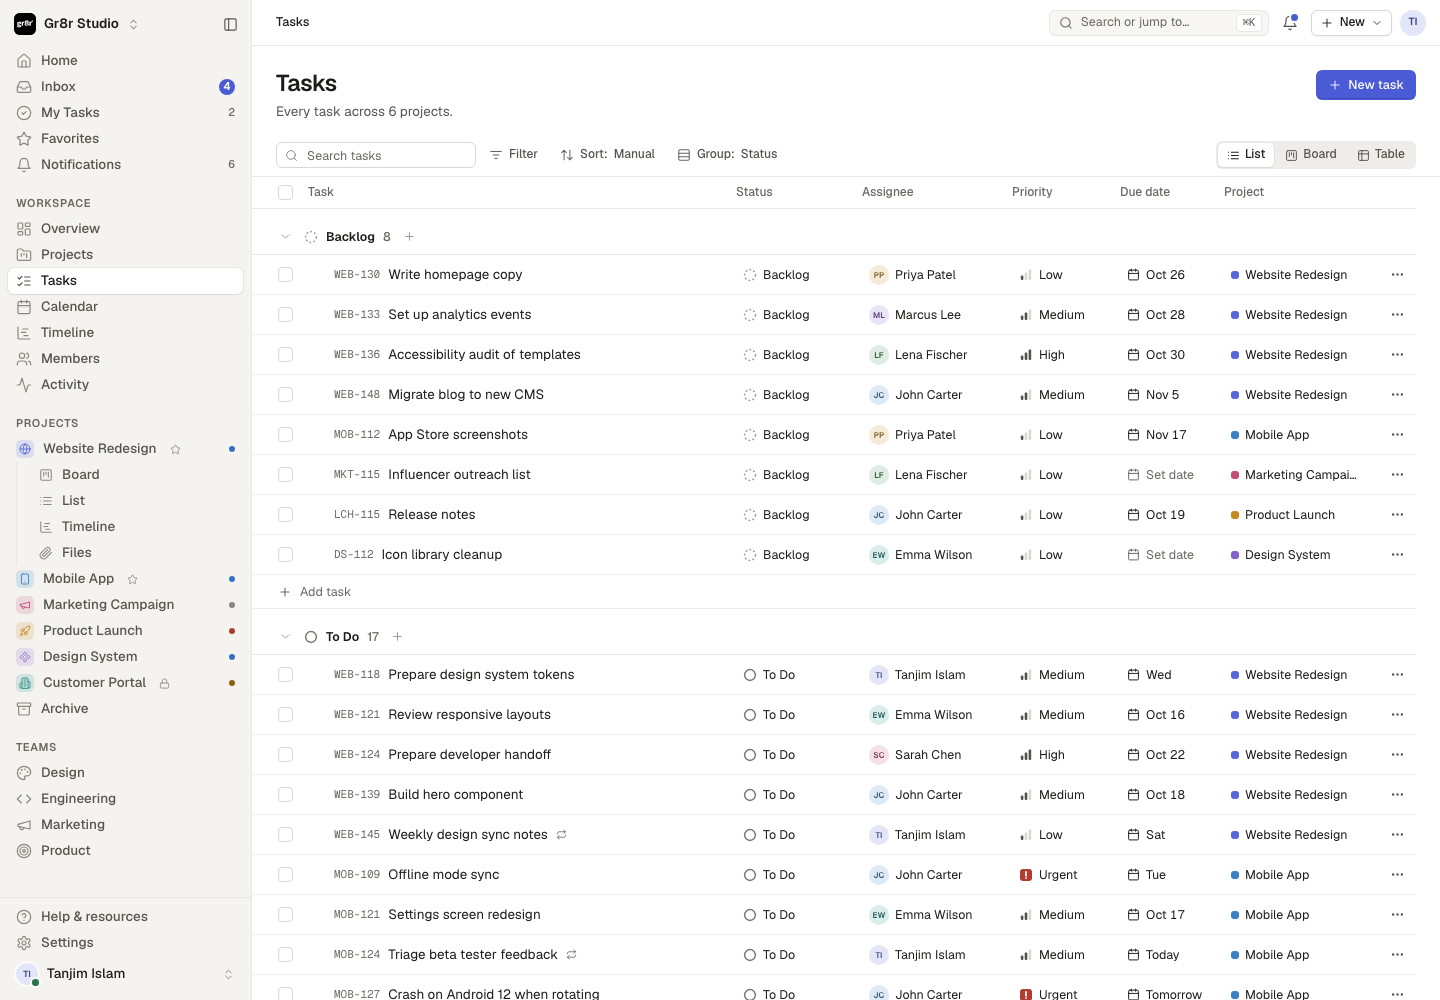 gr8r Gr8r Studio
Home
Inbox 4
My Tasks 2
Favorites
Notifications 6
WORKSPACE
Overview
Projects
Tasks
Calendar
Timeline
Members
Activity
PROJECTS
Website Redesign
Board
List
Timeline
Files
Mobile App
Marketing Campaign
Product Launch
Design System
Customer Portal
Archive
TEAMS
Design
Engineering
Marketing
Product
Help & resources
Settings
TI Tanjim Islam
Tasks Search or jump to… ⌘K New TI
Tasks
Every task across 6 projects.
New task
Search tasks Filter Sort: Manual Group: Status List Board Table
Task Status Assignee Priority Due date Project
Backlog 8
WEB-130 Write homepage copy Backlog PP Priya Patel Low Oct 26 Website Redesign
WEB-133 Set up analytics events Backlog ML Marcus Lee Medium Oct 28 Website Redesign
WEB-136 Accessibility audit of templates Backlog LF Lena Fischer High Oct 30 Website Redesign
WEB-148 Migrate blog to new CMS Backlog JC John Carter Medium Nov 5 Website Redesign
MOB-112 App Store screenshots Backlog PP Priya Patel Low Nov 17 Mobile App
MKT-115 Influencer outreach list Backlog LF Lena Fischer Low Set date Marketing Campai…
LCH-115 Release notes Backlog JC John Carter Low Oct 19 Product Launch
DS-112 Icon library cleanup Backlog EW Emma Wilson Low Set date Design System
Add task
To Do 17
WEB-118 Prepare design system tokens To Do TI Tanjim Islam Medium Wed Website Redesign
WEB-121 Review responsive layouts To Do EW Emma Wilson Medium Oct 16 Website Redesign
WEB-124 Prepare developer handoff To Do SC Sarah Chen High Oct 22 Website Redesign
WEB-139 Build hero component To Do JC John Carter Medium Oct 18 Website Redesign
WEB-145 Weekly design sync notes To Do TI Tanjim Islam Low Sat Website Redesign
MOB-109 Offline mode sync To Do JC John Carter Urgent Tue Mobile App
MOB-121 Settings screen redesign To Do EW Emma Wilson Medium Oct 17 Mobile App
MOB-124 Triage beta tester feedback To Do TI Tanjim Islam Medium Today Mobile App
MOB-127 Crash on Android 12 when rotating To Do JC John Carter Urgent Tomorrow Mobile App